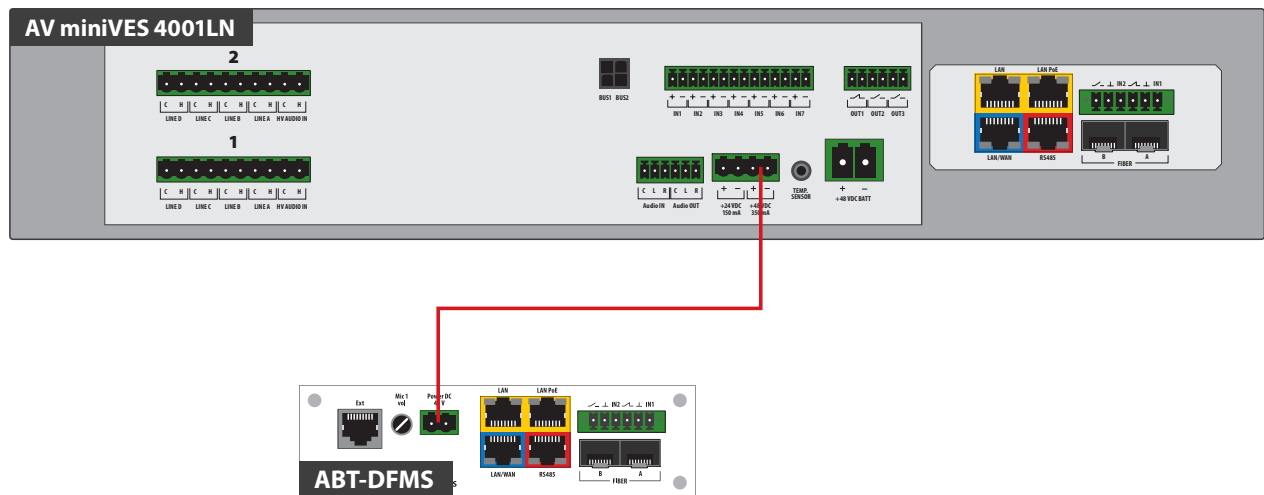 AV miniVES 4001LN
2
C H C H C H C H C H
LINE D LINE C LINE B LINE A HV AUDIO IN
1
C H C H C H C H C H
LINE D LINE C LINE B LINE A HV AUDIO IN
BUS1 BUS2
+ - + - + - + - + - + - + -
IN1 IN2 IN3 IN4 IN5 IN6 IN7
OUT1 OUT2 OUT3
C L R C L R
Audio IN Audio OUT
+ - + -
+24 VDC +48 VDC
150 mA 350 mA
TEMP.
SENSOR
+ -
+48 VDC BATT
LAN LAN PoE
LAN/WAN RS485
IN2 IN1
B A
FIBER
Ext
Mic 1
vol
Power DC
48 V
LAN LAN PoE
LAN/WAN RS485
IN2 IN1
B A
FIBER
ABT-DFMS